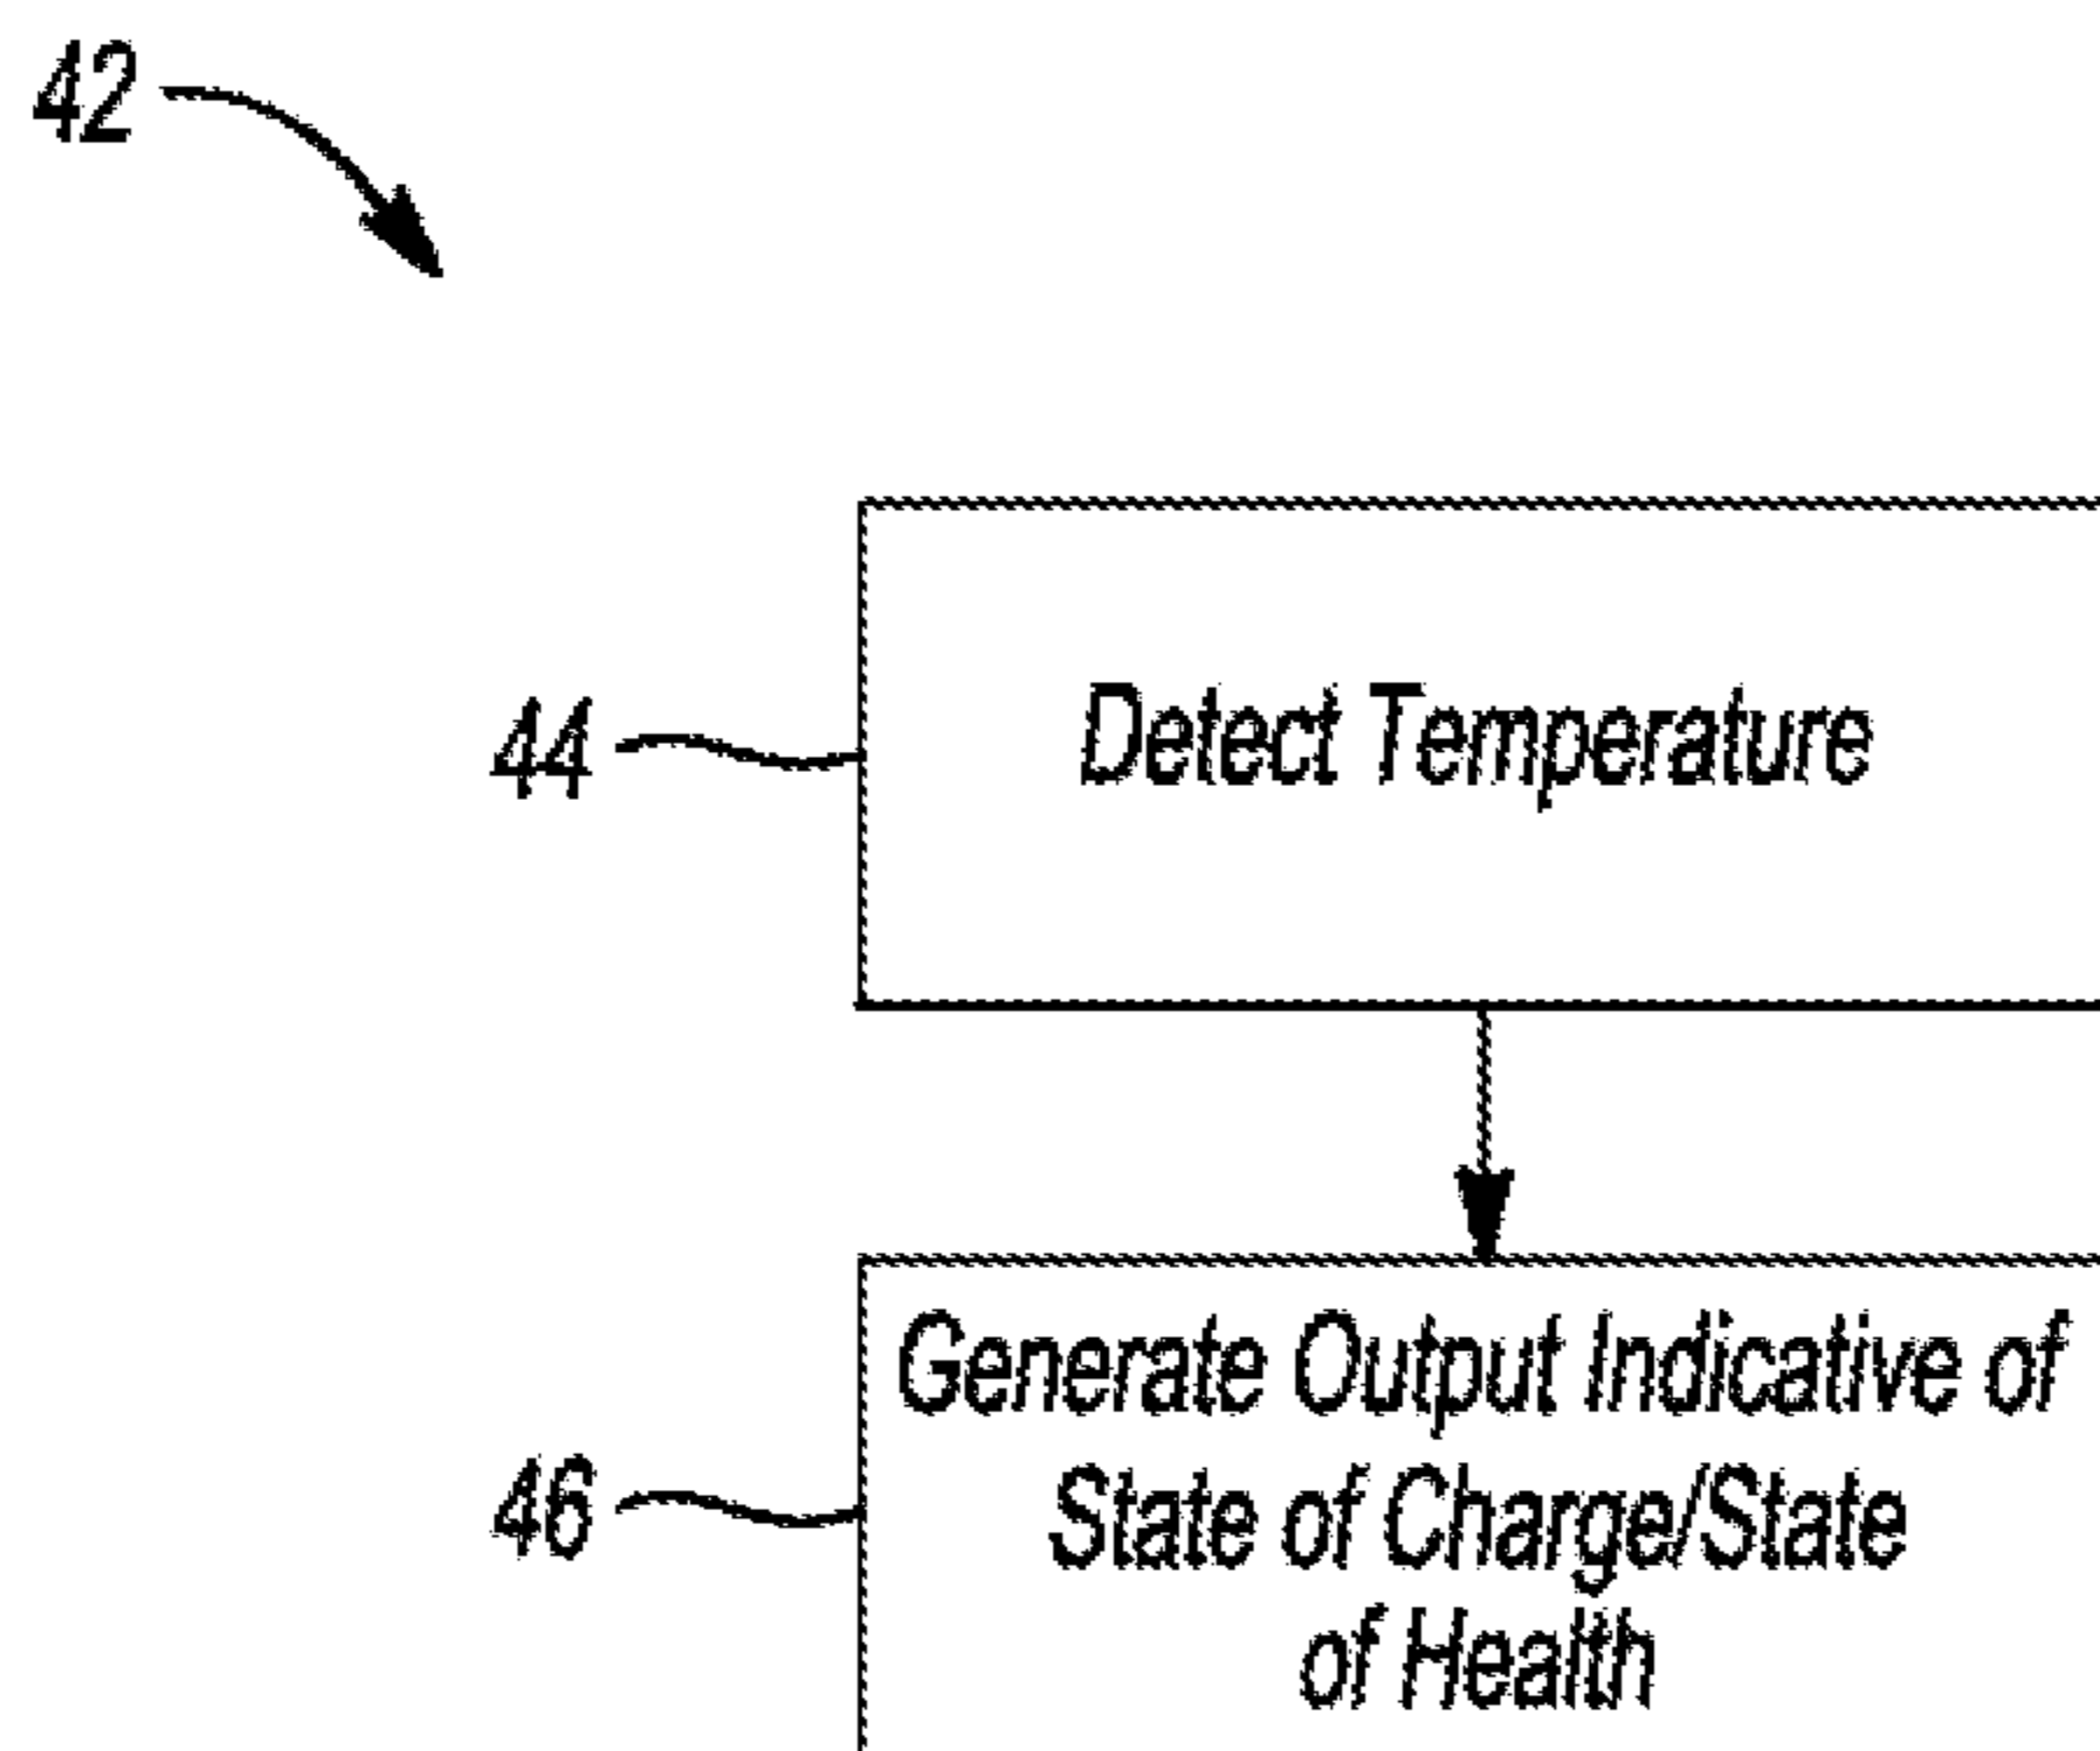 42
44
Detect Temperature
Generate Output Indicative of
46
State of Charge/State
of Health